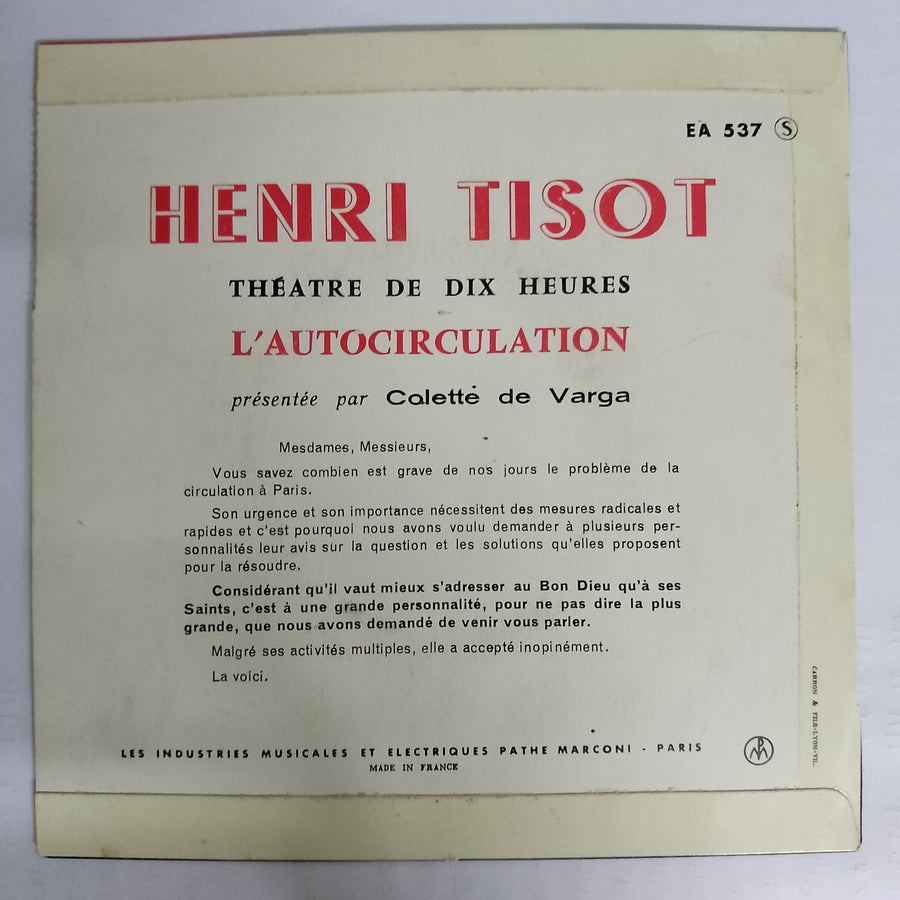 EA 537 Ⓢ
HENRI TISOT
THÉATRE DE DIX HEURES
L'AUTOCIRCULATION
présentée par Colette de Varga
Mesdames, Messieurs,
Vous savez combien est grave de nos jours le problème de la
circulation à Paris.
Son urgence et son importance nécessitent des mesures radicales et
rapides et c'est pourquoi nous avons voulu demander à plusieurs per-
sonnalités leur avis sur la question et les solutions qu'elles proposent
pour la résoudre.
Considérant qu'il vaut mieux s'adresser au Bon Dieu qu'à ses
Saints, c'est à une grande personnalité, pour ne pas dire la plus
grande, que nous avons demandé de venir vous parler.
Malgré ses activités multiples, elle a accepté inopinément.
La voici.
LES INDUSTRIES MUSICALES ET ELECTRIQUES PATHE MARCONI - PARIS
MADE IN FRANCE
PM